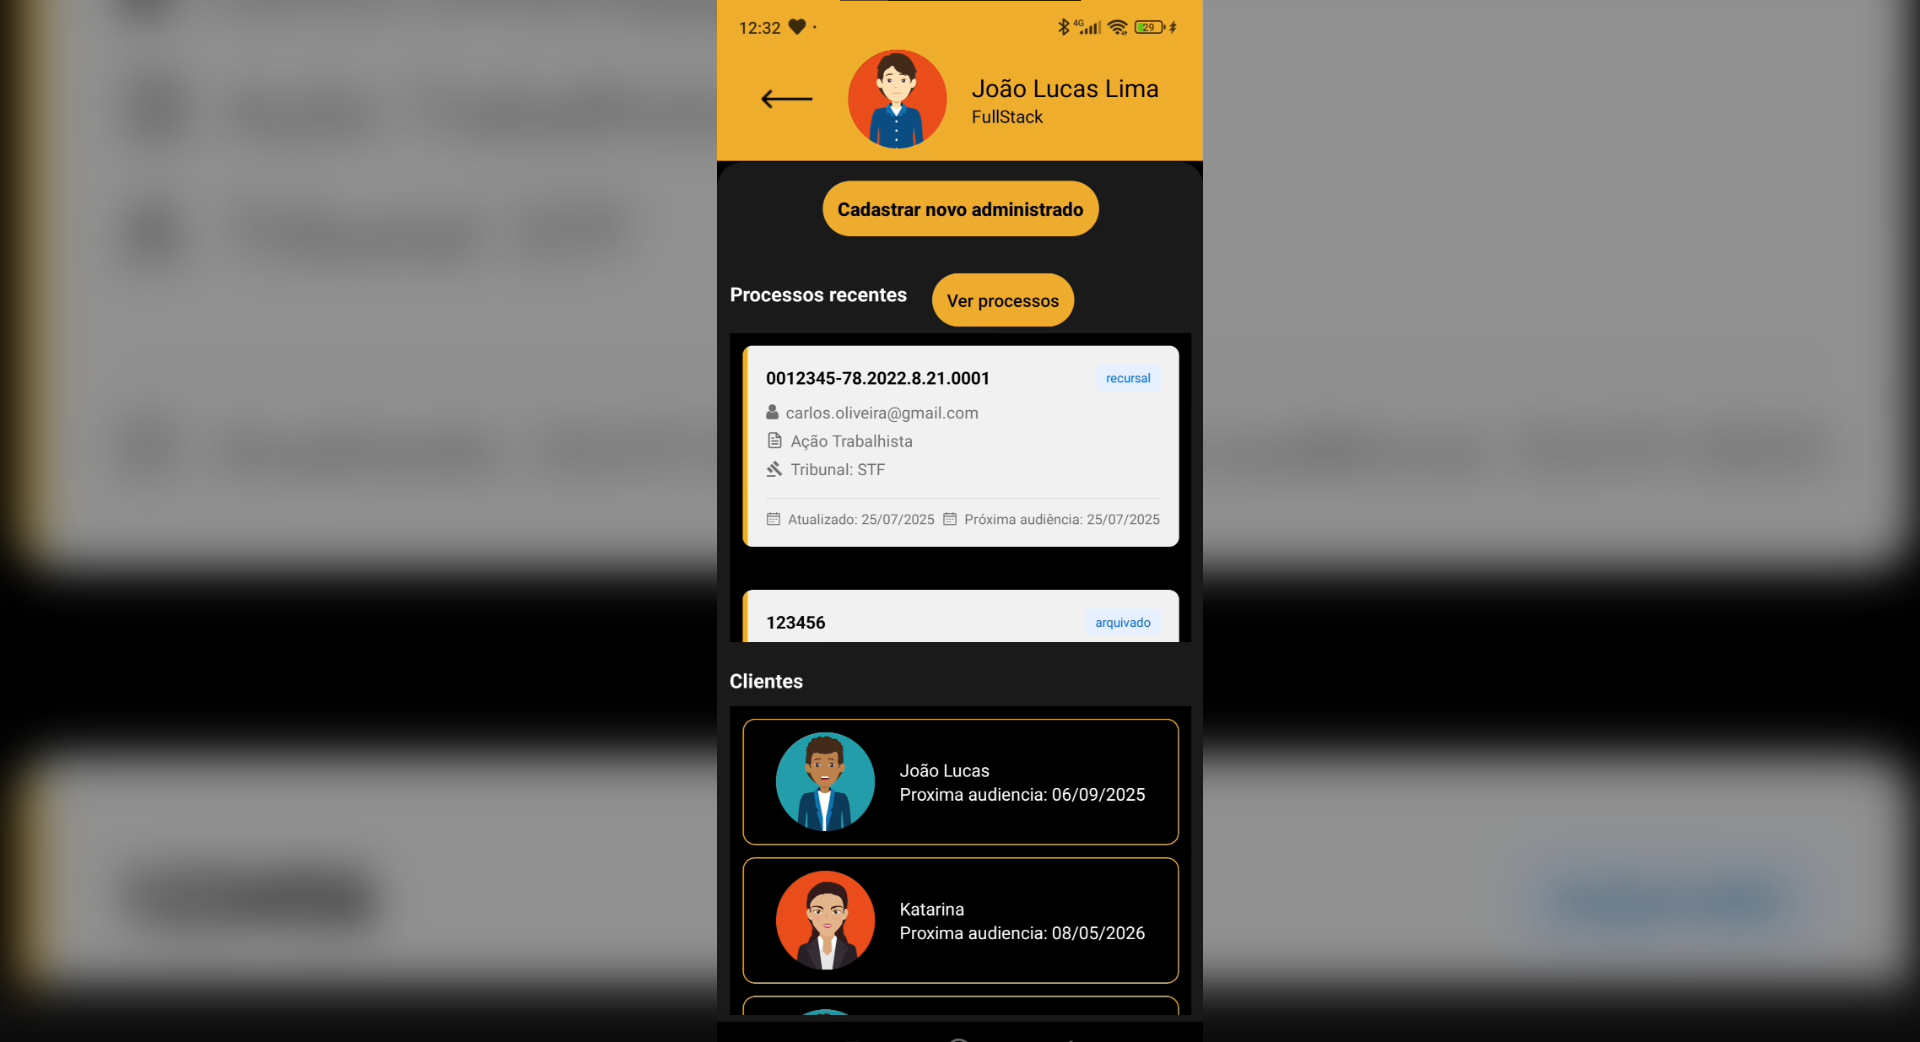 12:32
4G
29
João Lucas Lima
FullStack
Cadastrar novo administrado
Processos recentes
Ver processos
0012345-78.2022.8.21.0001
recursal
carlos.oliveira@gmail.com
Ação Trabalhista
Tribunal: STF
Atualizado: 25/07/2025 Próxima audiência: 25/07/2025
123456
arquivado
Clientes
João Lucas
Proxima audiencia: 06/09/2025
Katarina
Proxima audiencia: 08/05/2026